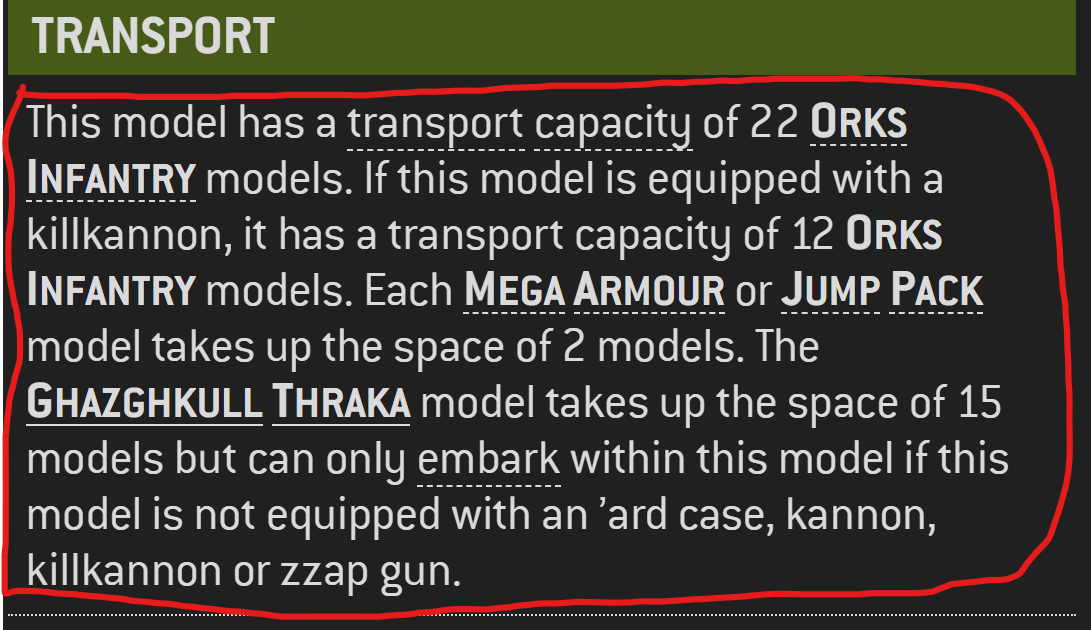 TRANSPORT
This model has a transport capacity of 22 ORKS
INFANTRY models. If this model is equipped with a
killkannon, it has a transport capacity of 12 ORKS
INFANTRY models. Each MEGA ARMOUR or JUMP PACK
model takes up the space of 2 models. The
GHAZGHKULL THRAKA model takes up the space of 15
models but can only embark within this model if this
model is not equipped with an ’ard case, kannon,
killkannon or zzap gun.